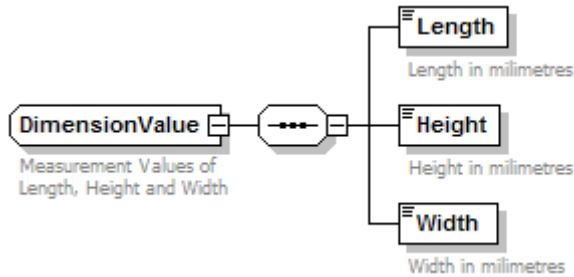 Length
Length in milimetres
DimensionValue
Measurement Values of
Length, Height and Width
Height
Height in milimetres
Width
Width in milimetres